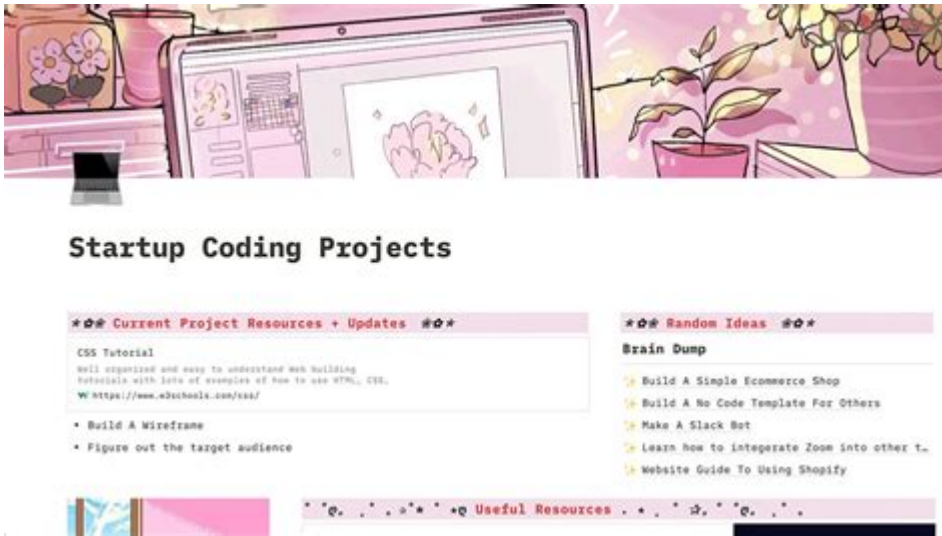 Startup Coding Projects
★✿❀ Current Project Resources + Updates ❀✿★
CSS Tutorial
Well organized and easy to understand Web building
tutorials with lots of examples of how to use HTML, CSS,
https://www.w3schools.com/css/
• Build A Wireframe
• Figure out the target audience
★✿❀ Random Ideas ❀✿★
Brain Dump
✨ Build A Simple Ecommerce Shop
✨ Build A No Code Template For Others
✨ Make A Slack Bot
✨ Learn how to integerate Zoom into other t…
✨ Website Guide To Using Shopify
Useful Resources